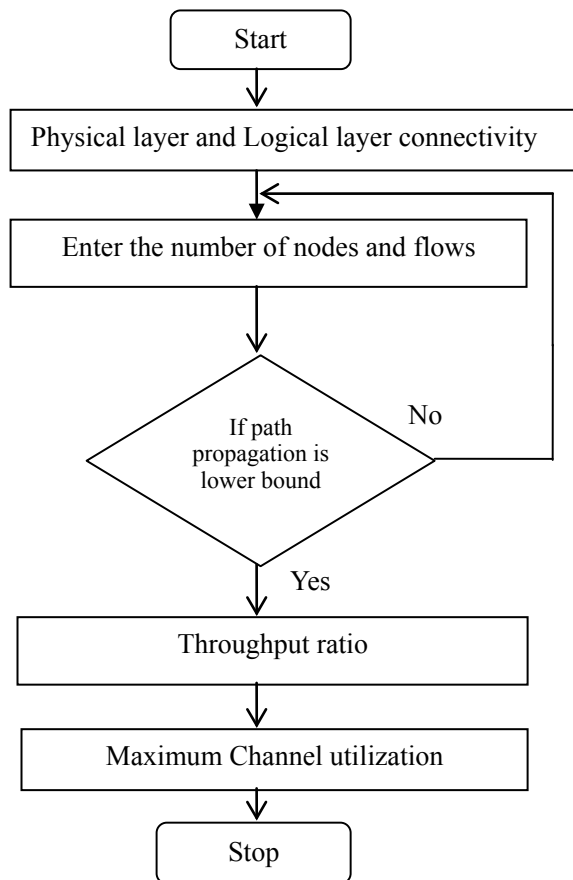 Start
Physical layer and Logical layer connectivity
Enter the number of nodes and flows
If path
propagation is
lower bound
No
Yes
Throughput ratio
Maximum Channel utilization
Stop